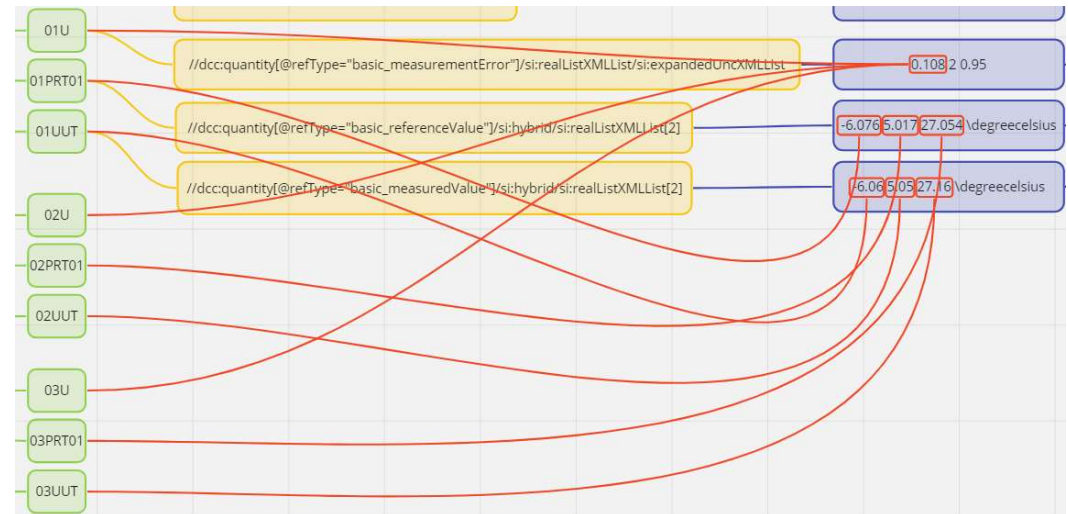 01U
//dcc:quantity[@refType="basic_measurementError"]/si:realListXMLList/si:expandedUncXMLList
0.108 2 0.95
01PRT01
01UUT
//dcc:quantity[@refType="basic_referenceValue"]/si:hybrid/si:realListXMLList[2]
-6.076 5.017 27.054 \degreecelsius
//dcc:quantity[@refType="basic_measuredValue"]/si:hybrid/si:realListXMLList[2]
-6.06 5.05 27.16 \degreecelsius
02U
02PRT01
02UUT
03U
03PRT01
03UUT